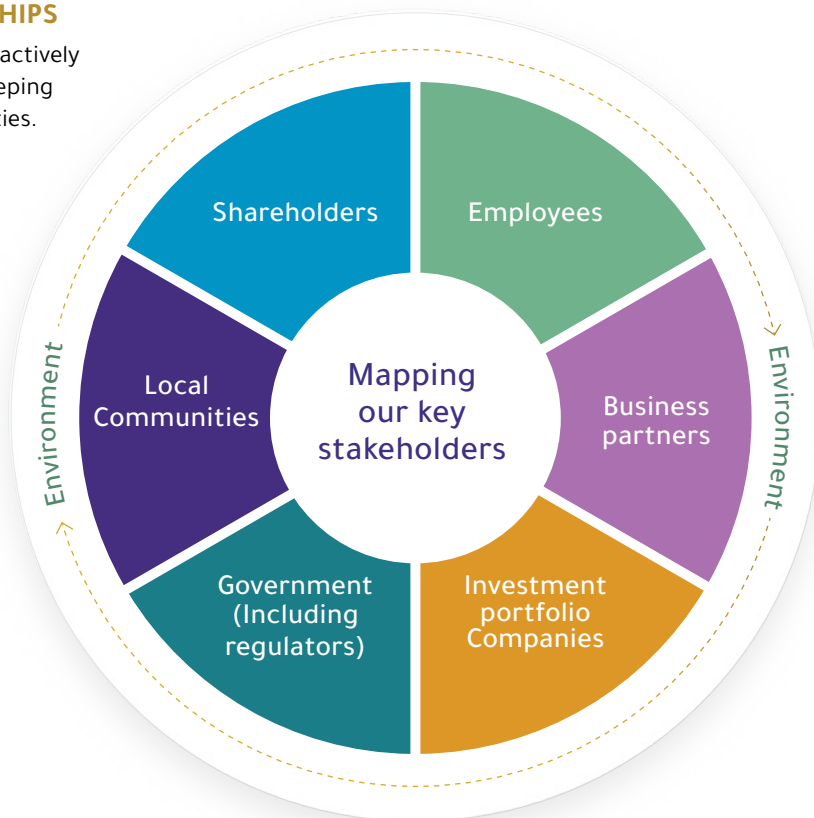 HIPS
actively
eping
ties.
Shareholders
Employees
Local
Communities
Mapping
our key
stakeholders
Business
partners
Government
(Including
regulators)
Investment
portfolio
Companies
Environment
Environment